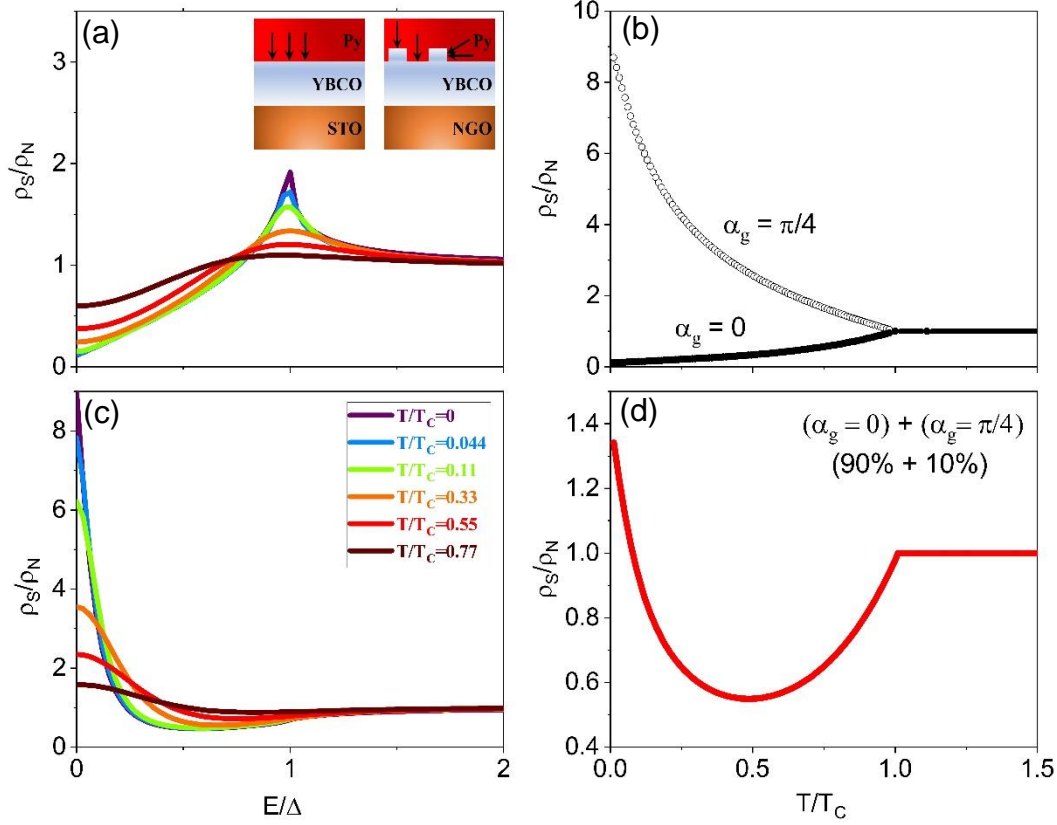 (a)
3
2
1
0
ρS/ρN
Py
YBCO
STO
Py
YBCO
NGO
(b)
10
8
6
4
2
0
ρS/ρN
αg = π/4
αg = 0
(c)
8
6
4
2
0
ρS/ρN
T/TC=0
T/TC=0.044
T/TC=0.11
T/TC=0.33
T/TC=0.55
T/TC=0.77
0 1 2
E/Δ
(d)
1.4
1.2
1.0
0.8
0.6
0.4
ρS/ρN
(αg = 0) + (αg= π/4)
(90% + 10%)
0.0 0.5 1.0 1.5
T/TC